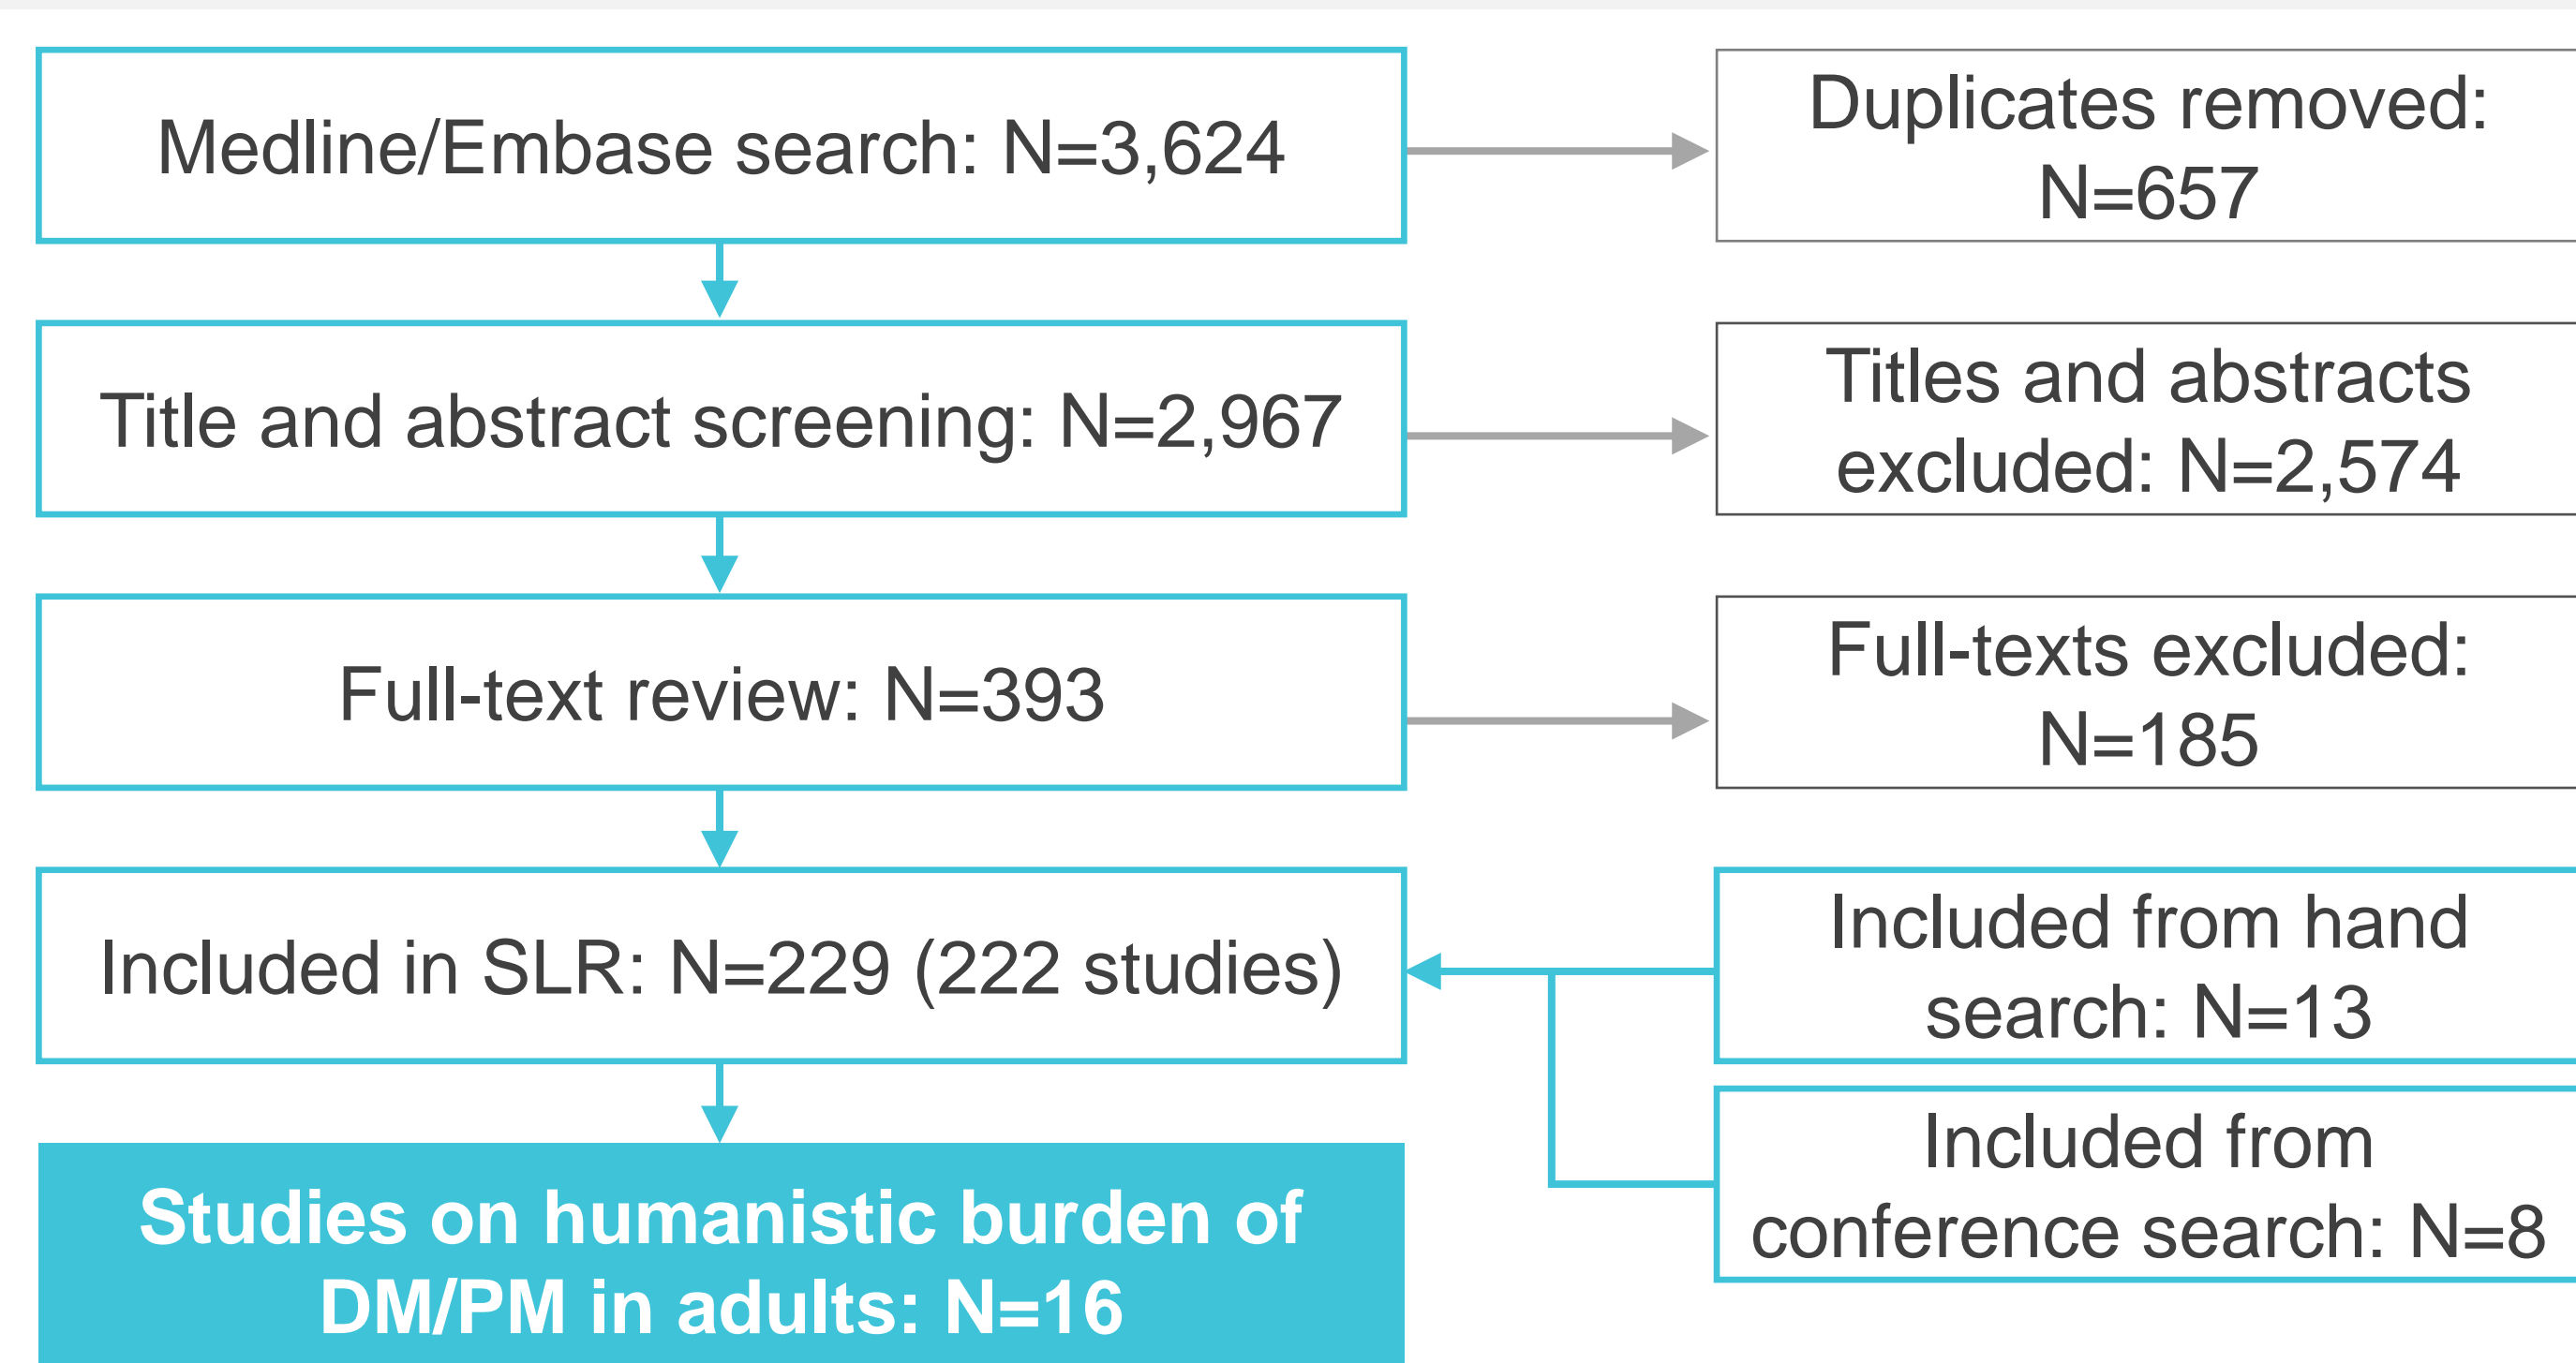 Medline/Embase search: N=3,624
Duplicates removed:
N=657
Title and abstract screening: N=2,967
Titles and abstracts
excluded: N=2,574
Full-text review: N=393
Full-texts excluded:
N=185
Included in SLR: N=229 (222 studies)
Included from hand
search: N=13
Included from
conference search: N=8
Studies on humanistic burden of
DM/PM in adults: N=16